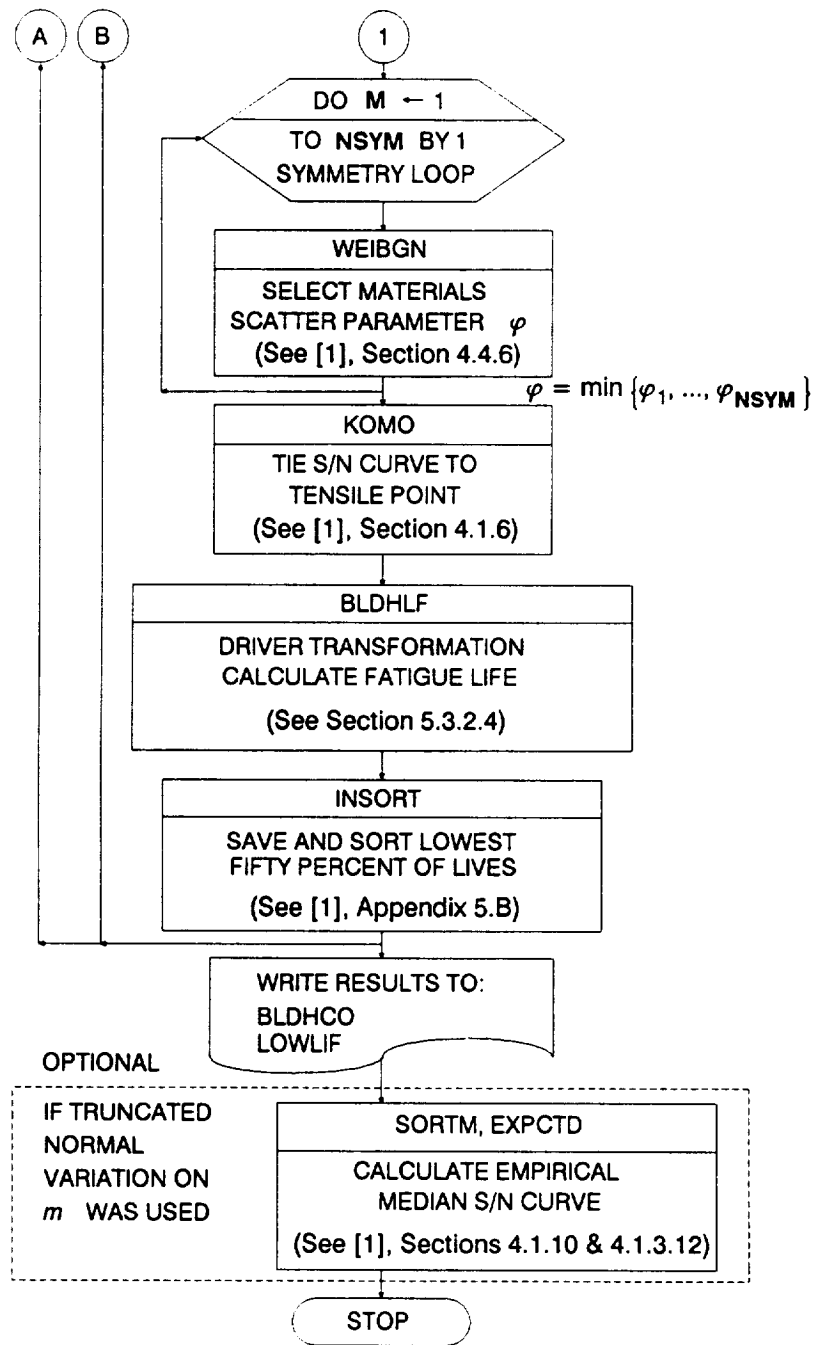 A B 1
DO M ← 1
TO NSYM BY 1
SYMMETRY LOOP
WEIBGN
SELECT MATERIALS
SCATTER PARAMETER φ
(See [1], Section 4.4.6)
φ = min {φ1, ..., φNSYM}
KOMO
TIE S/N CURVE TO
TENSILE POINT
(See [1], Section 4.1.6)
BLDHLF
DRIVER TRANSFORMATION
CALCULATE FATIGUE LIFE
(See Section 5.3.2.4)
INSORT
SAVE AND SORT LOWEST
FIFTY PERCENT OF LIVES
(See [1], Appendix 5.B)
WRITE RESULTS TO:
BLDHCO
LOWLIF
OPTIONAL
IF TRUNCATED
NORMAL
VARIATION ON
m WAS USED
SORTM, EXPCTD
CALCULATE EMPIRICAL
MEDIAN S/N CURVE
(See [1], Sections 4.1.10 & 4.1.3.12)
STOP